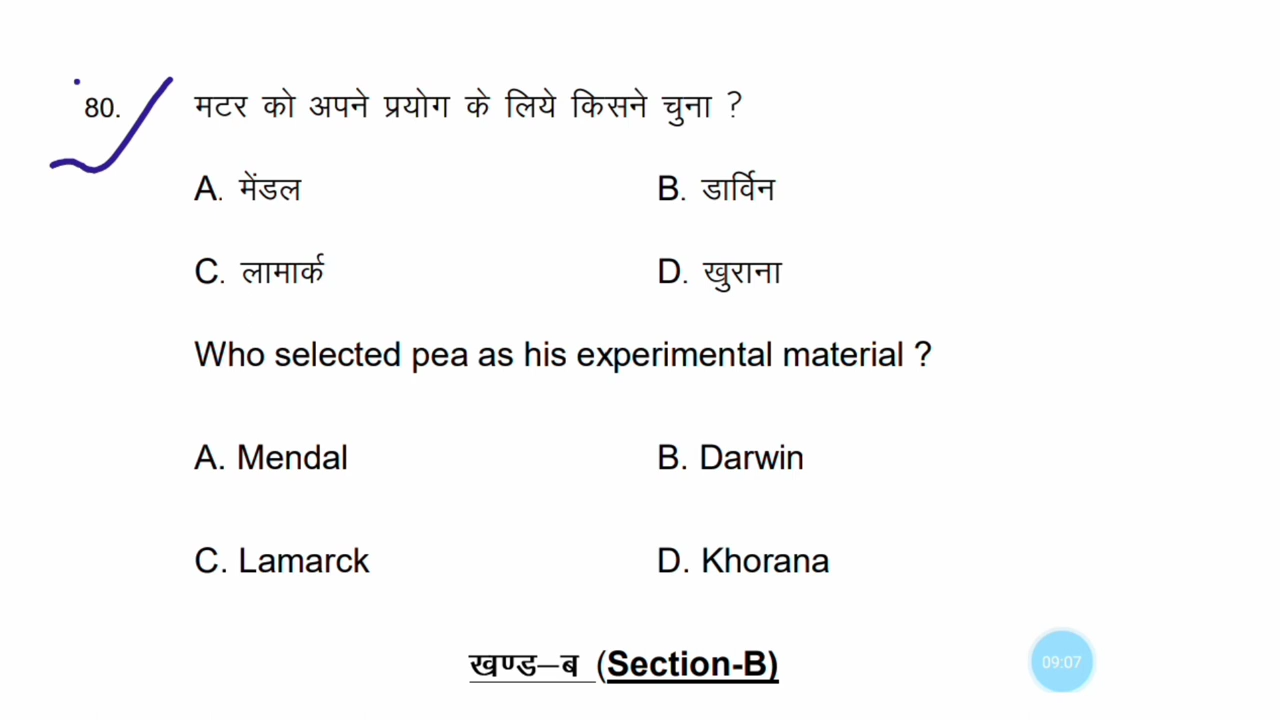 80. मटर को अपने प्रयोग के लिये किसने चुना ?
A. मेंडल B. डार्विन
C. लामार्क D. खुराना
Who selected pea as his experimental material ?
A. Mendal B. Darwin
C. Lamarck D. Khorana
खण्ड–ब (Section-B)
09:07